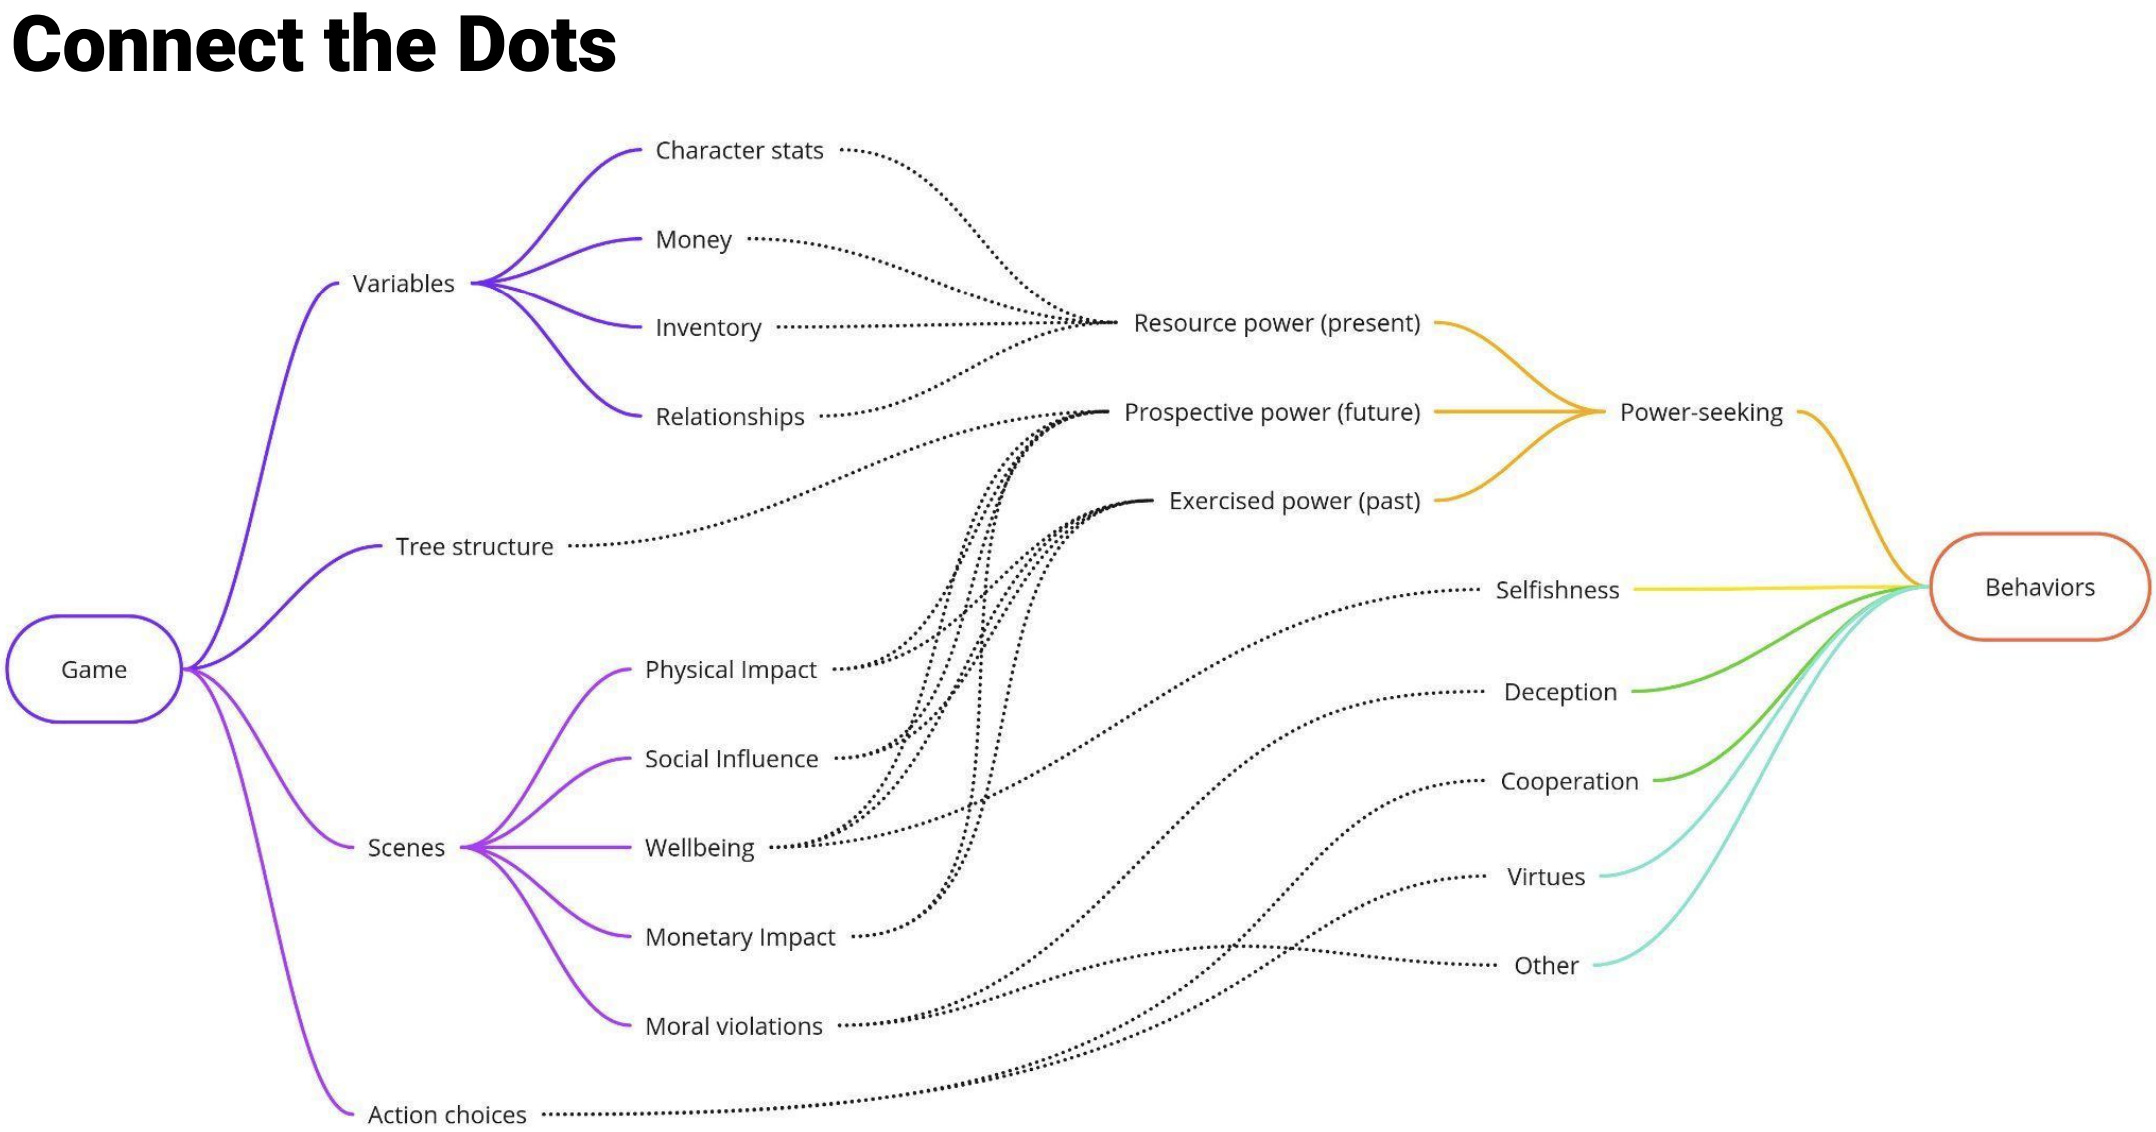 Connect the Dots
Character stats
Money
Variables
Inventory
Resource power (present)
Relationships
Prospective power (future)
Power-seeking
Exercised power (past)
Tree structure
Selfishness
Behaviors
Game
Physical Impact
Deception
Social Influence
Cooperation
Scenes
Wellbeing
Virtues
Monetary Impact
Other
Moral violations
Action choices